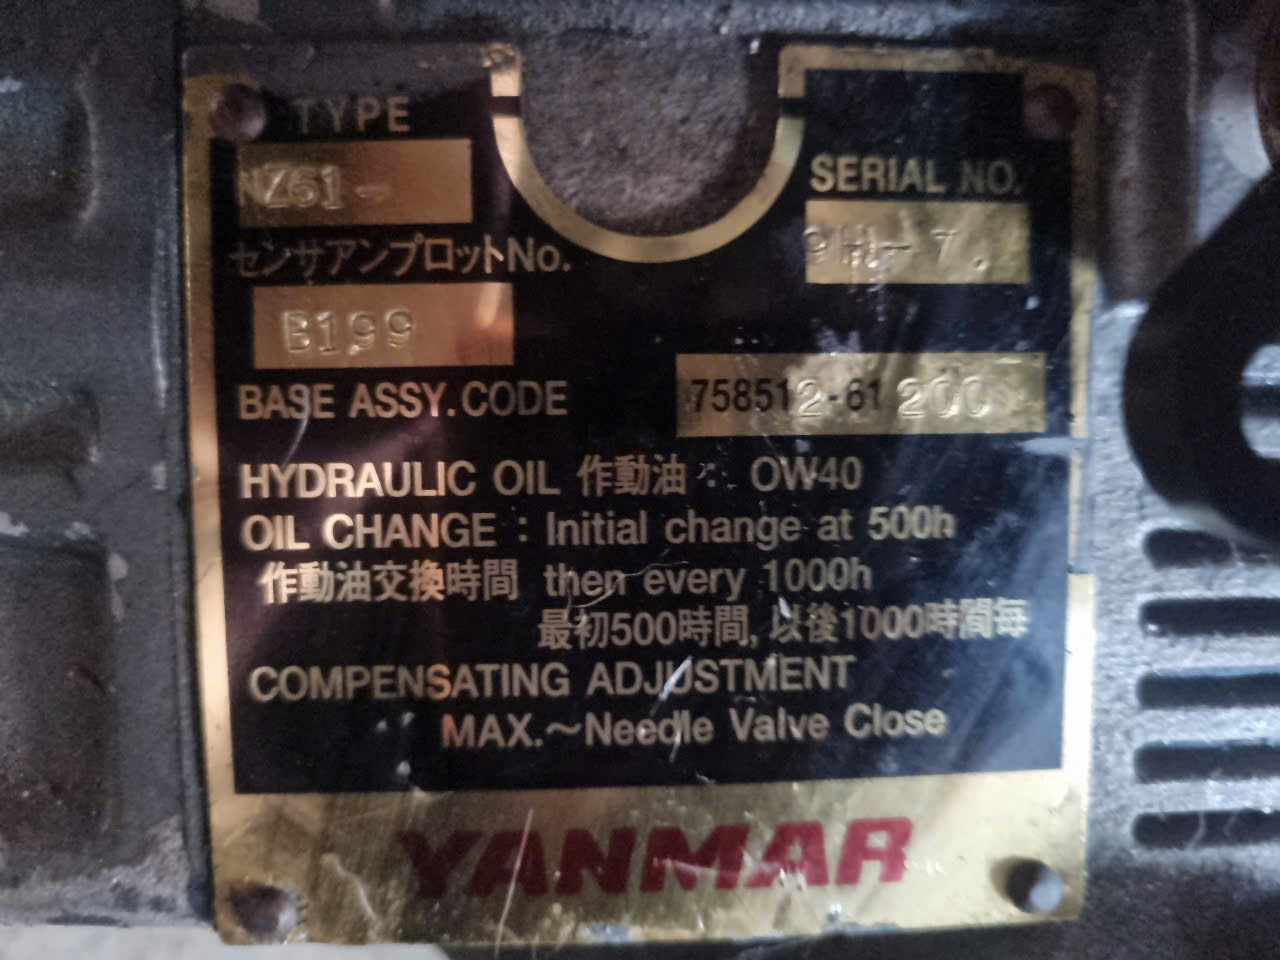 TYPE
NZ61-
SERIAL NO.
9HL-7.
センサアンプロットNo.
B199
BASE ASSY.CODE 758512-61200
HYDRAULIC OIL 作動油: OW40
OIL CHANGE : Initial change at 500h
作動油交換時間 then every 1000h
最初500時間, 以後1000時間毎
COMPENSATING ADJUSTMENT
MAX.~Needle Valve Close
YANMAR